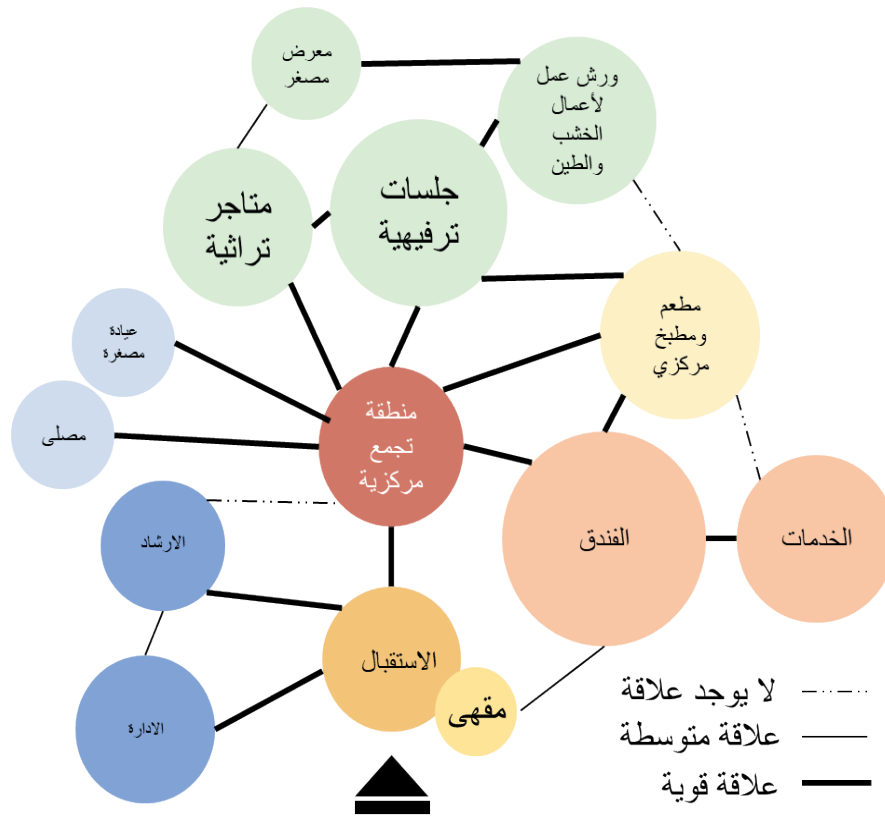 معرض
مصغر
ورش عمل
لأعمال
الخشب
والطين
جلسات
ترفيهية
متاجر
تراثية
مطعم
ومطبخ
مركزي
عيادة
مصغرة
مصلى
منطقة
تجمع
مركزية
الفندق
الخدمات
الارشاد
الاستقبال
مقهى
الادارة
لا يوجد علاقة
علاقة متوسطة
علاقة قوية